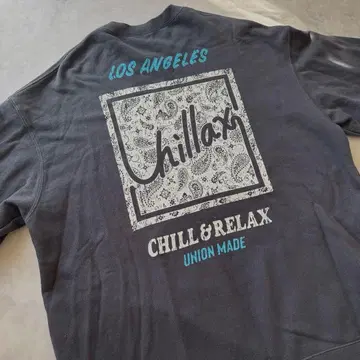 LOS ANGELES
Chillax
CHILL & RELAX
UNION MADE